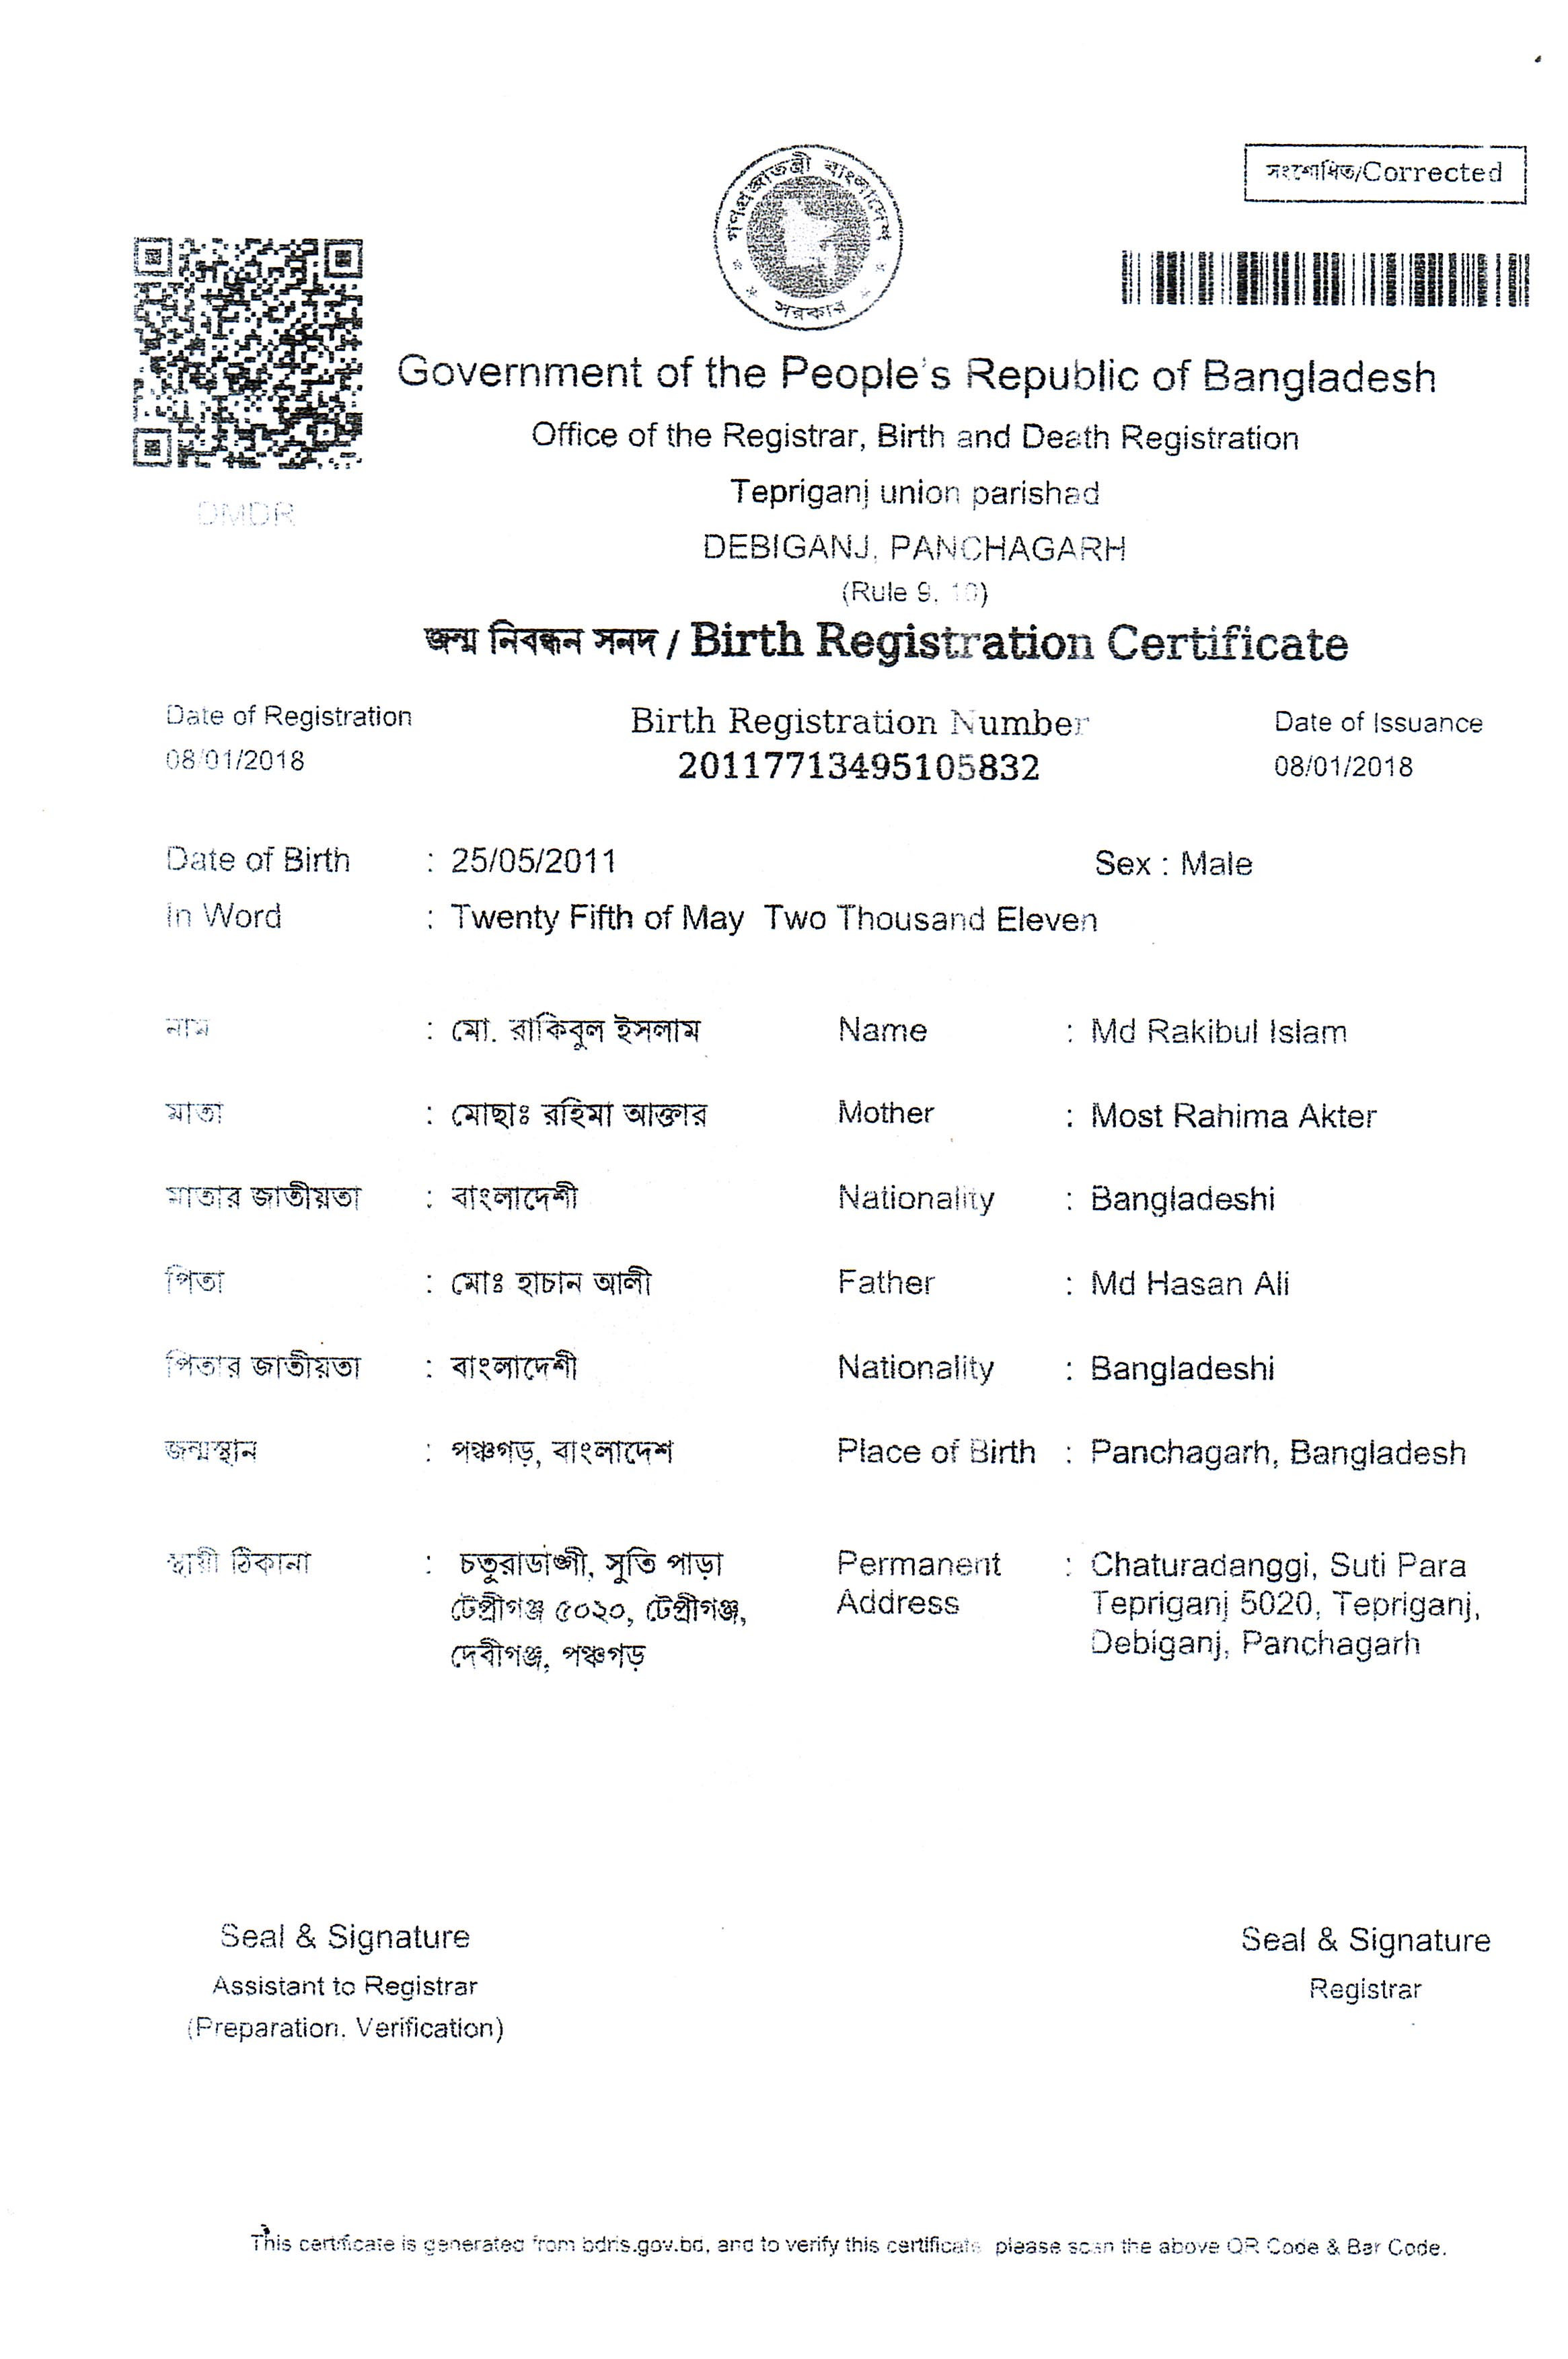 সংশোধিত/Corrected
গণপ্রজাতন্ত্রী বাংলাদেশ
সরকার
Government of the People's Republic of Bangladesh
Office of the Registrar, Birth and Death Registration
Tepriganj union parishad
DMDR
DEBIGANJ, PANCHAGARH
(Rule 9, 10)
জন্ম নিবন্ধন সনদ / Birth Registration Certificate
Date of Registration Birth Registration Number Date of Issuance
08/01/2018 20117713495105832 08/01/2018
Date of Birth : 25/05/2011 Sex : Male
In Word : Twenty Fifth of May Two Thousand Eleven
নাম : মো. রাকিবুল ইসলাম Name : Md Rakibul Islam
মাতা : মোছাঃ রহিমা আক্তার Mother : Most Rahima Akter
মাতার জাতীয়তা : বাংলাদেশী Nationality : Bangladeshi
পিতা : মোঃ হাচান আলী Father : Md Hasan Ali
পিতার জাতীয়তা : বাংলাদেশী Nationality : Bangladeshi
জন্মস্থান : পঞ্চগড়, বাংলাদেশ Place of Birth : Panchagarh, Bangladesh
স্থায়ী ঠিকানা : চতুরাডাঙ্গী, সুতি পাড়া Permanent : Chaturadanggi, Suti Para
টেপ্রীগঞ্জ ৫০২০, টেপ্রীগঞ্জ, Address Tepriganj 5020, Tepriganj,
দেবীগঞ্জ, পঞ্চগড় Debiganj, Panchagarh
Seal & Signature Seal & Signature
Assistant to Registrar Registrar
(Preparation, Verification)
This certificate is generated from bdris.gov.bd, and to verify this certificate please scan the above QR Code & Bar Code.